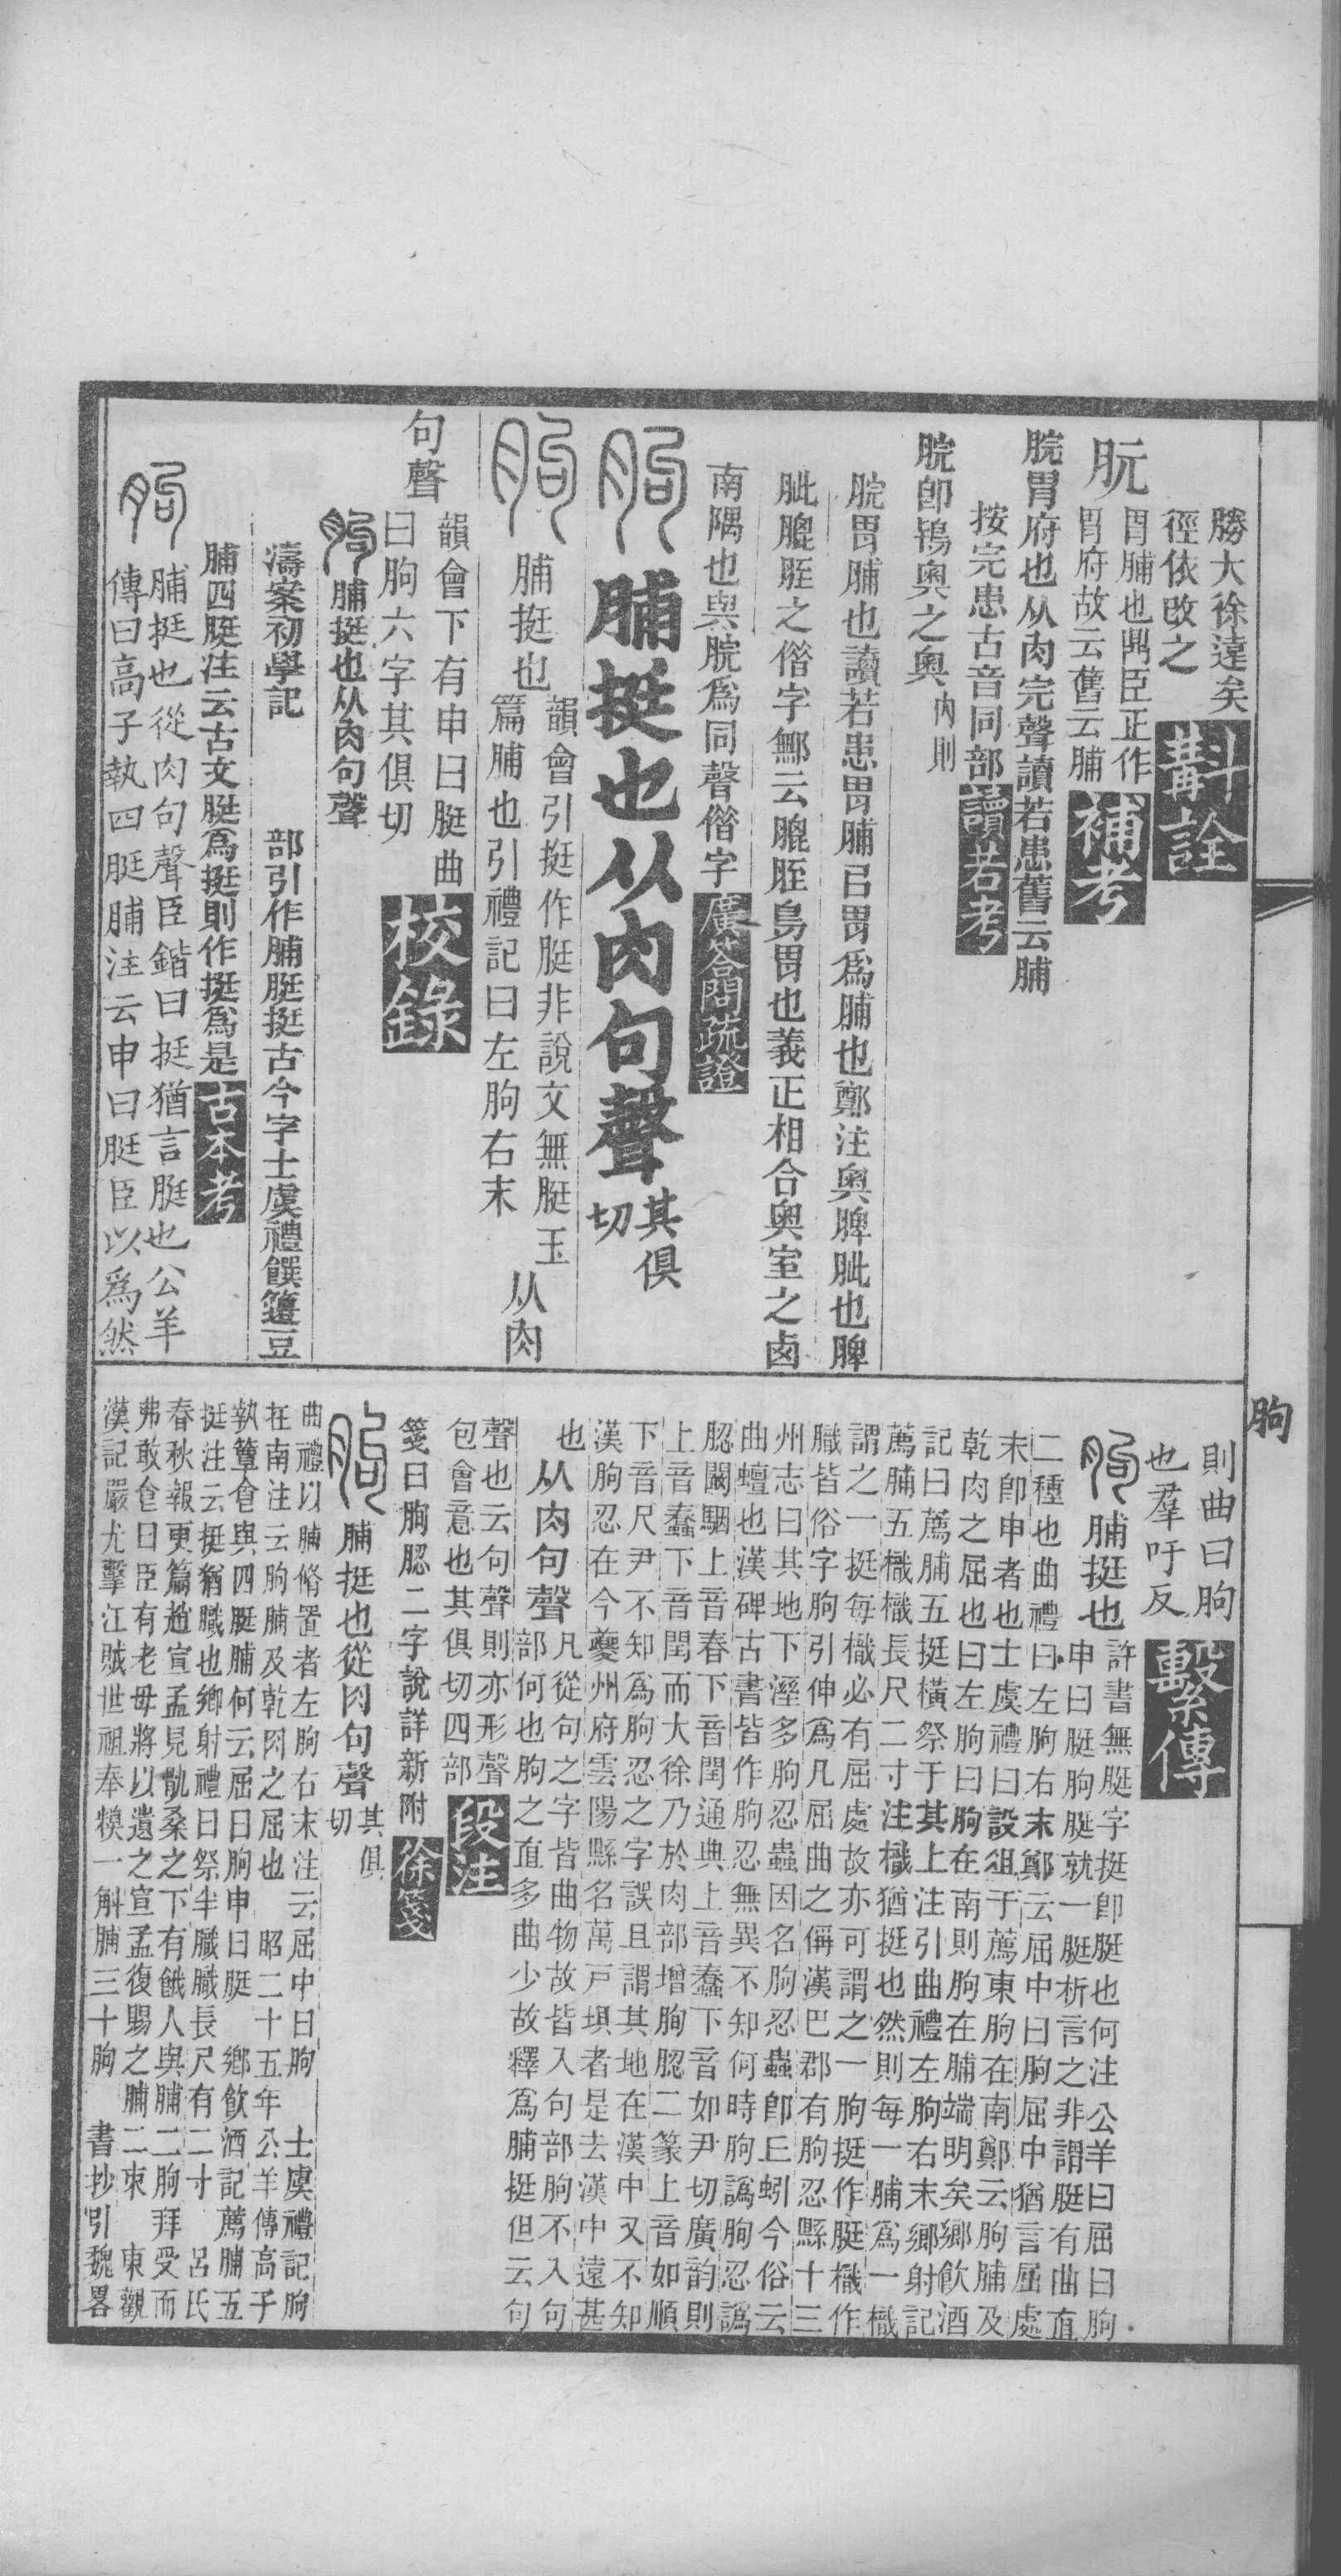 勝大徐遠矣
徑依改之
斠詮
朊
胃脯也鼎臣正作
胃府故云舊云脯
補考
脘胃府也从肉完聲讀若患舊云脯
按完患古音同部
讀若考
脘卽鴇奧之奧
內則
脘胃脯也讀若患胃脯㠯胃爲脯也鄭注奧脾肶也脾
肶膍胵之偺字鄦云膍胵鳥胃也義正相合奧室之
南隅也與脘爲同聲偺字
廣答問疏證
脯挺也从肉句聲
其俱
切
脯挺也
韻會引挺作脡非說文無脡玉
篇脯也引禮記曰左朐右末
从肉
句聲
韻會下有申曰脡曲
曰朐六字其俱切
校錄
脯挺也从肉句聲
濤案初學記
部引作脯脡挺古今字士虞禮饌籩豆
脯四脡注云古文脡爲挺則作挺爲是
古本考
脯挺也從肉句聲臣鍇曰挺猶言脡也公羊
傳曰高子執四脡脯注云申曰脡臣以爲然
朐
則曲曰朐
也羣吁反
繫傳
脯挺也
許書無脡字挺卽脡也何注公羊曰屈曰朐
申曰脡朐脡就一脡析言之非謂脡有曲直
二種也曲禮曰左朐右末鄭云屈中曰朐屈中猶言屈處
末卽申者也士虞禮曰設俎于薦東朐在南鄭云朐脯及
乾肉之屈也曰左朐曰朐在南則朐在脯端明矣鄉飮酒
記曰薦脯五挺橫祭于其上注引曲禮左朐右末鄉射記
薦脯五樴樴長尺二寸注樴猶挺也然則每一脯爲一樴
謂之一挺每樴必有屈處故亦可謂之一朐挺作脡樴作
臘皆俗字朐引伸爲凡屈曲之偁漢巴郡有朐忍縣十三
州志曰其地下溼多朐忍蟲因名朐忍蟲卽丘蚓今俗云
曲蟺也漢碑古書皆作朐忍無異不知何時朐譌朐忍譌
䏰闞駰上音春下音閏通典上音蠢下音如尹切廣韵則
上音蠢下音閏而大徐乃於肉部增朐䏰二篆上音如順
下音尺尹不知爲朐忍之字誤且謂其地在漢中又不知
漢朐忍在今夔州府雲陽縣名萬戸垻者是去漢中遠甚
也
从肉句聲
凡從句之字皆曲物故皆入句部朐不入句
部何也朐之直多曲少故釋爲脯挺但云句
聲也云句聲則亦形聲
包會意也其俱切四部
段注
箋曰朐䏰二字說詳新附
徐箋
脯挺也從肉句聲
其俱
切
曲禮以脯脩置者左朐右末注云屈中曰朐 士虞禮記朐
在南注云朐脯及乾肉之屈也 昭二十五年公羊傳高子
執簞食與四脡脯何云屈曰朐申曰脡 鄉飮酒記薦脯五
挺注云挺猶膱也鄉射禮曰祭半膱膱長尺有二寸 呂氏
春秋報更篇趙宣孟見骫桑之下有餓人與脯二朐拜受而
弗敢食曰臣有老毋將以遺之宣孟復賜之脯二束 東觀
漢記嚴尤擊江賊世祖奉糗一斛脯三十朐 書抄引魏畧